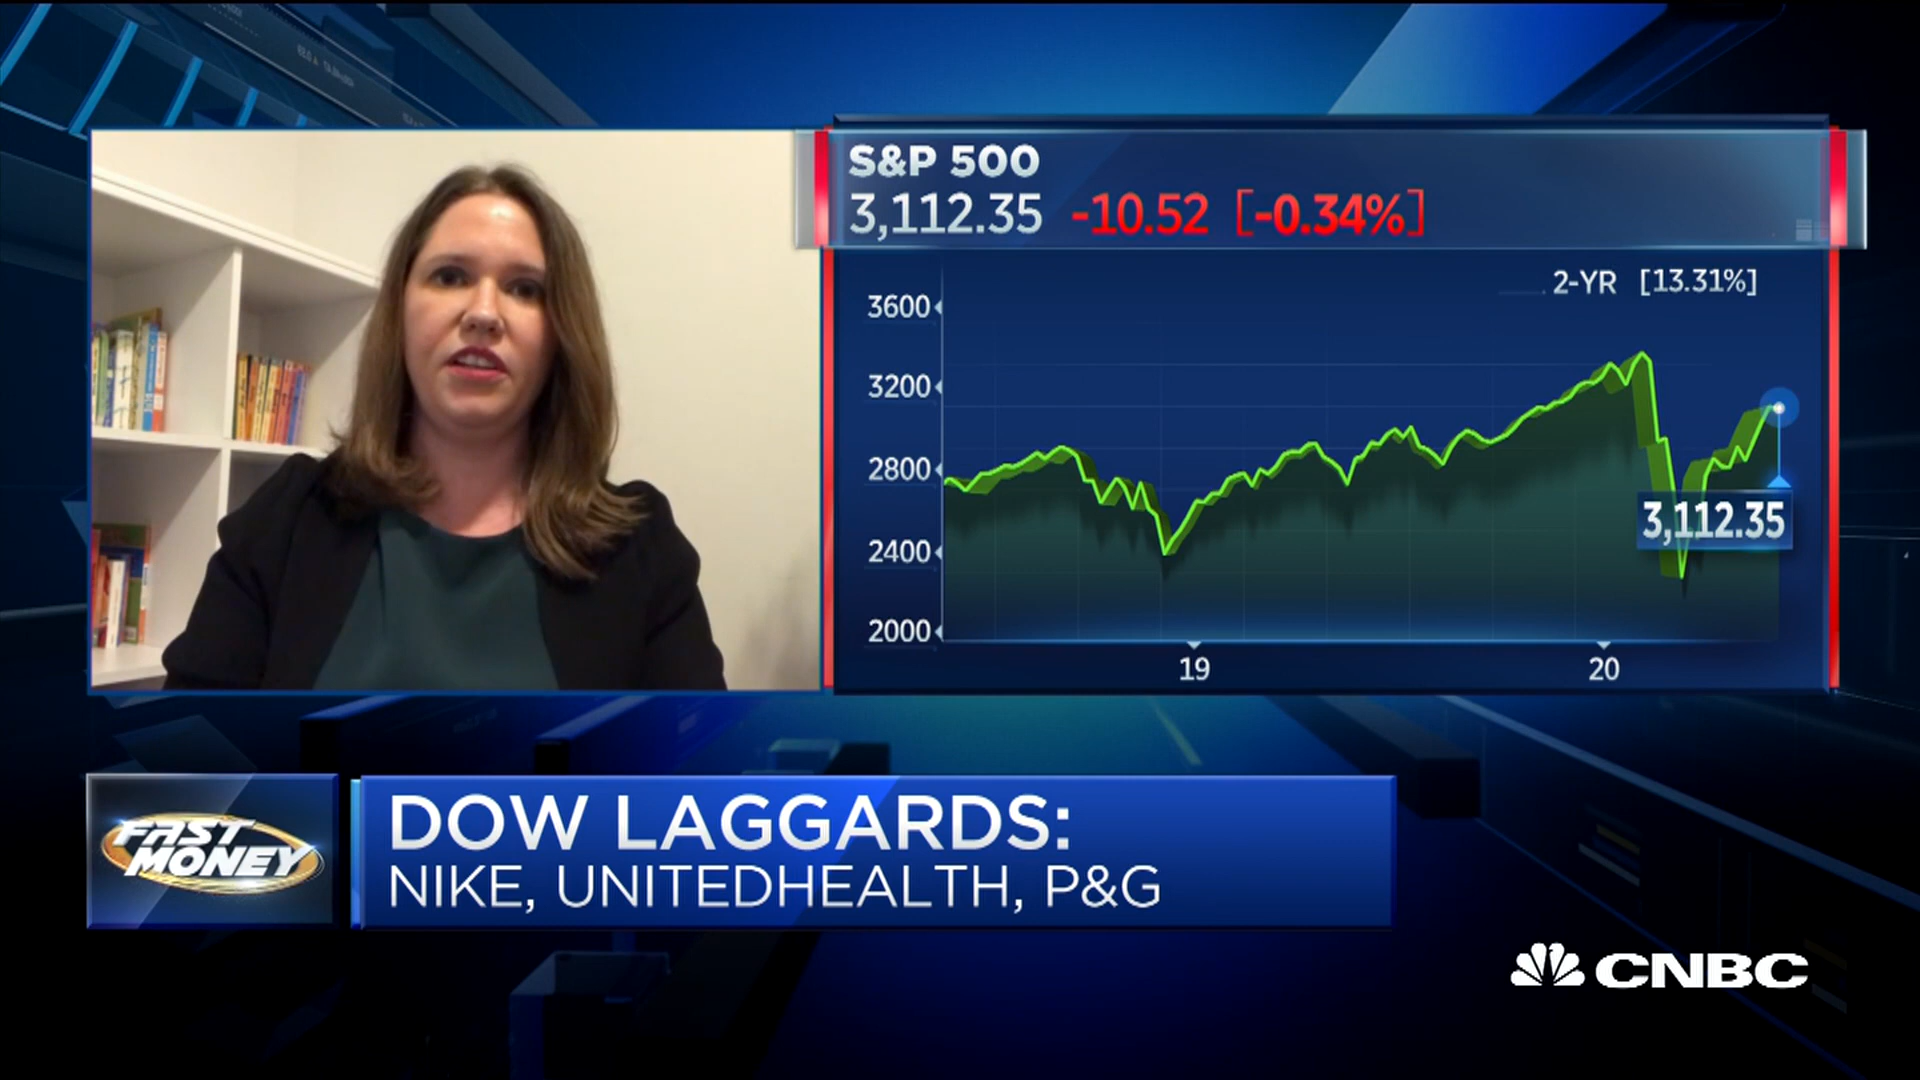 S&P 500
3,112.35 -10.52 [-0.34%]
2-YR [13.31%]
3600
3200
2800
2400
2000
3,112.35
19
20
FAST
MONEY
DOW LAGGARDS:
NIKE, UNITEDHEALTH, P&G
CNBC